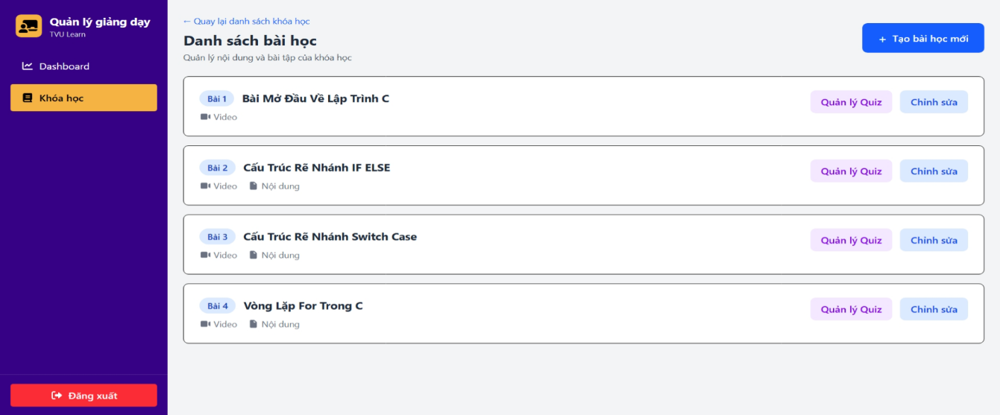 Quản lý giảng dạy
TVU Learn
Dashboard
Khóa học
Đăng xuất
← Quay lại danh sách khóa học
Danh sách bài học
Quản lý nội dung và bài tập của khóa học
+ Tạo bài học mới
Bài 1 Bài Mở Đầu Về Lập Trình C
Video
Quản lý Quiz Chỉnh sửa
Bài 2 Cấu Trúc Rẽ Nhánh IF ELSE
Video Nội dung
Quản lý Quiz Chỉnh sửa
Bài 3 Cấu Trúc Rẽ Nhánh Switch Case
Video Nội dung
Quản lý Quiz Chỉnh sửa
Bài 4 Vòng Lặp For Trong C
Video Nội dung
Quản lý Quiz Chỉnh sửa